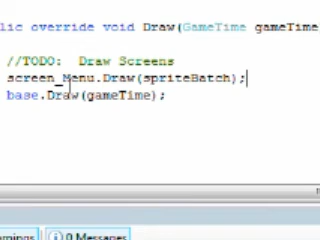 lic override void Draw(GameTime gameTime
//TODO:  Draw Screens
screen_Menu.Draw(spriteBatch);
base.Draw(gameTime);
rnings
0 Messages